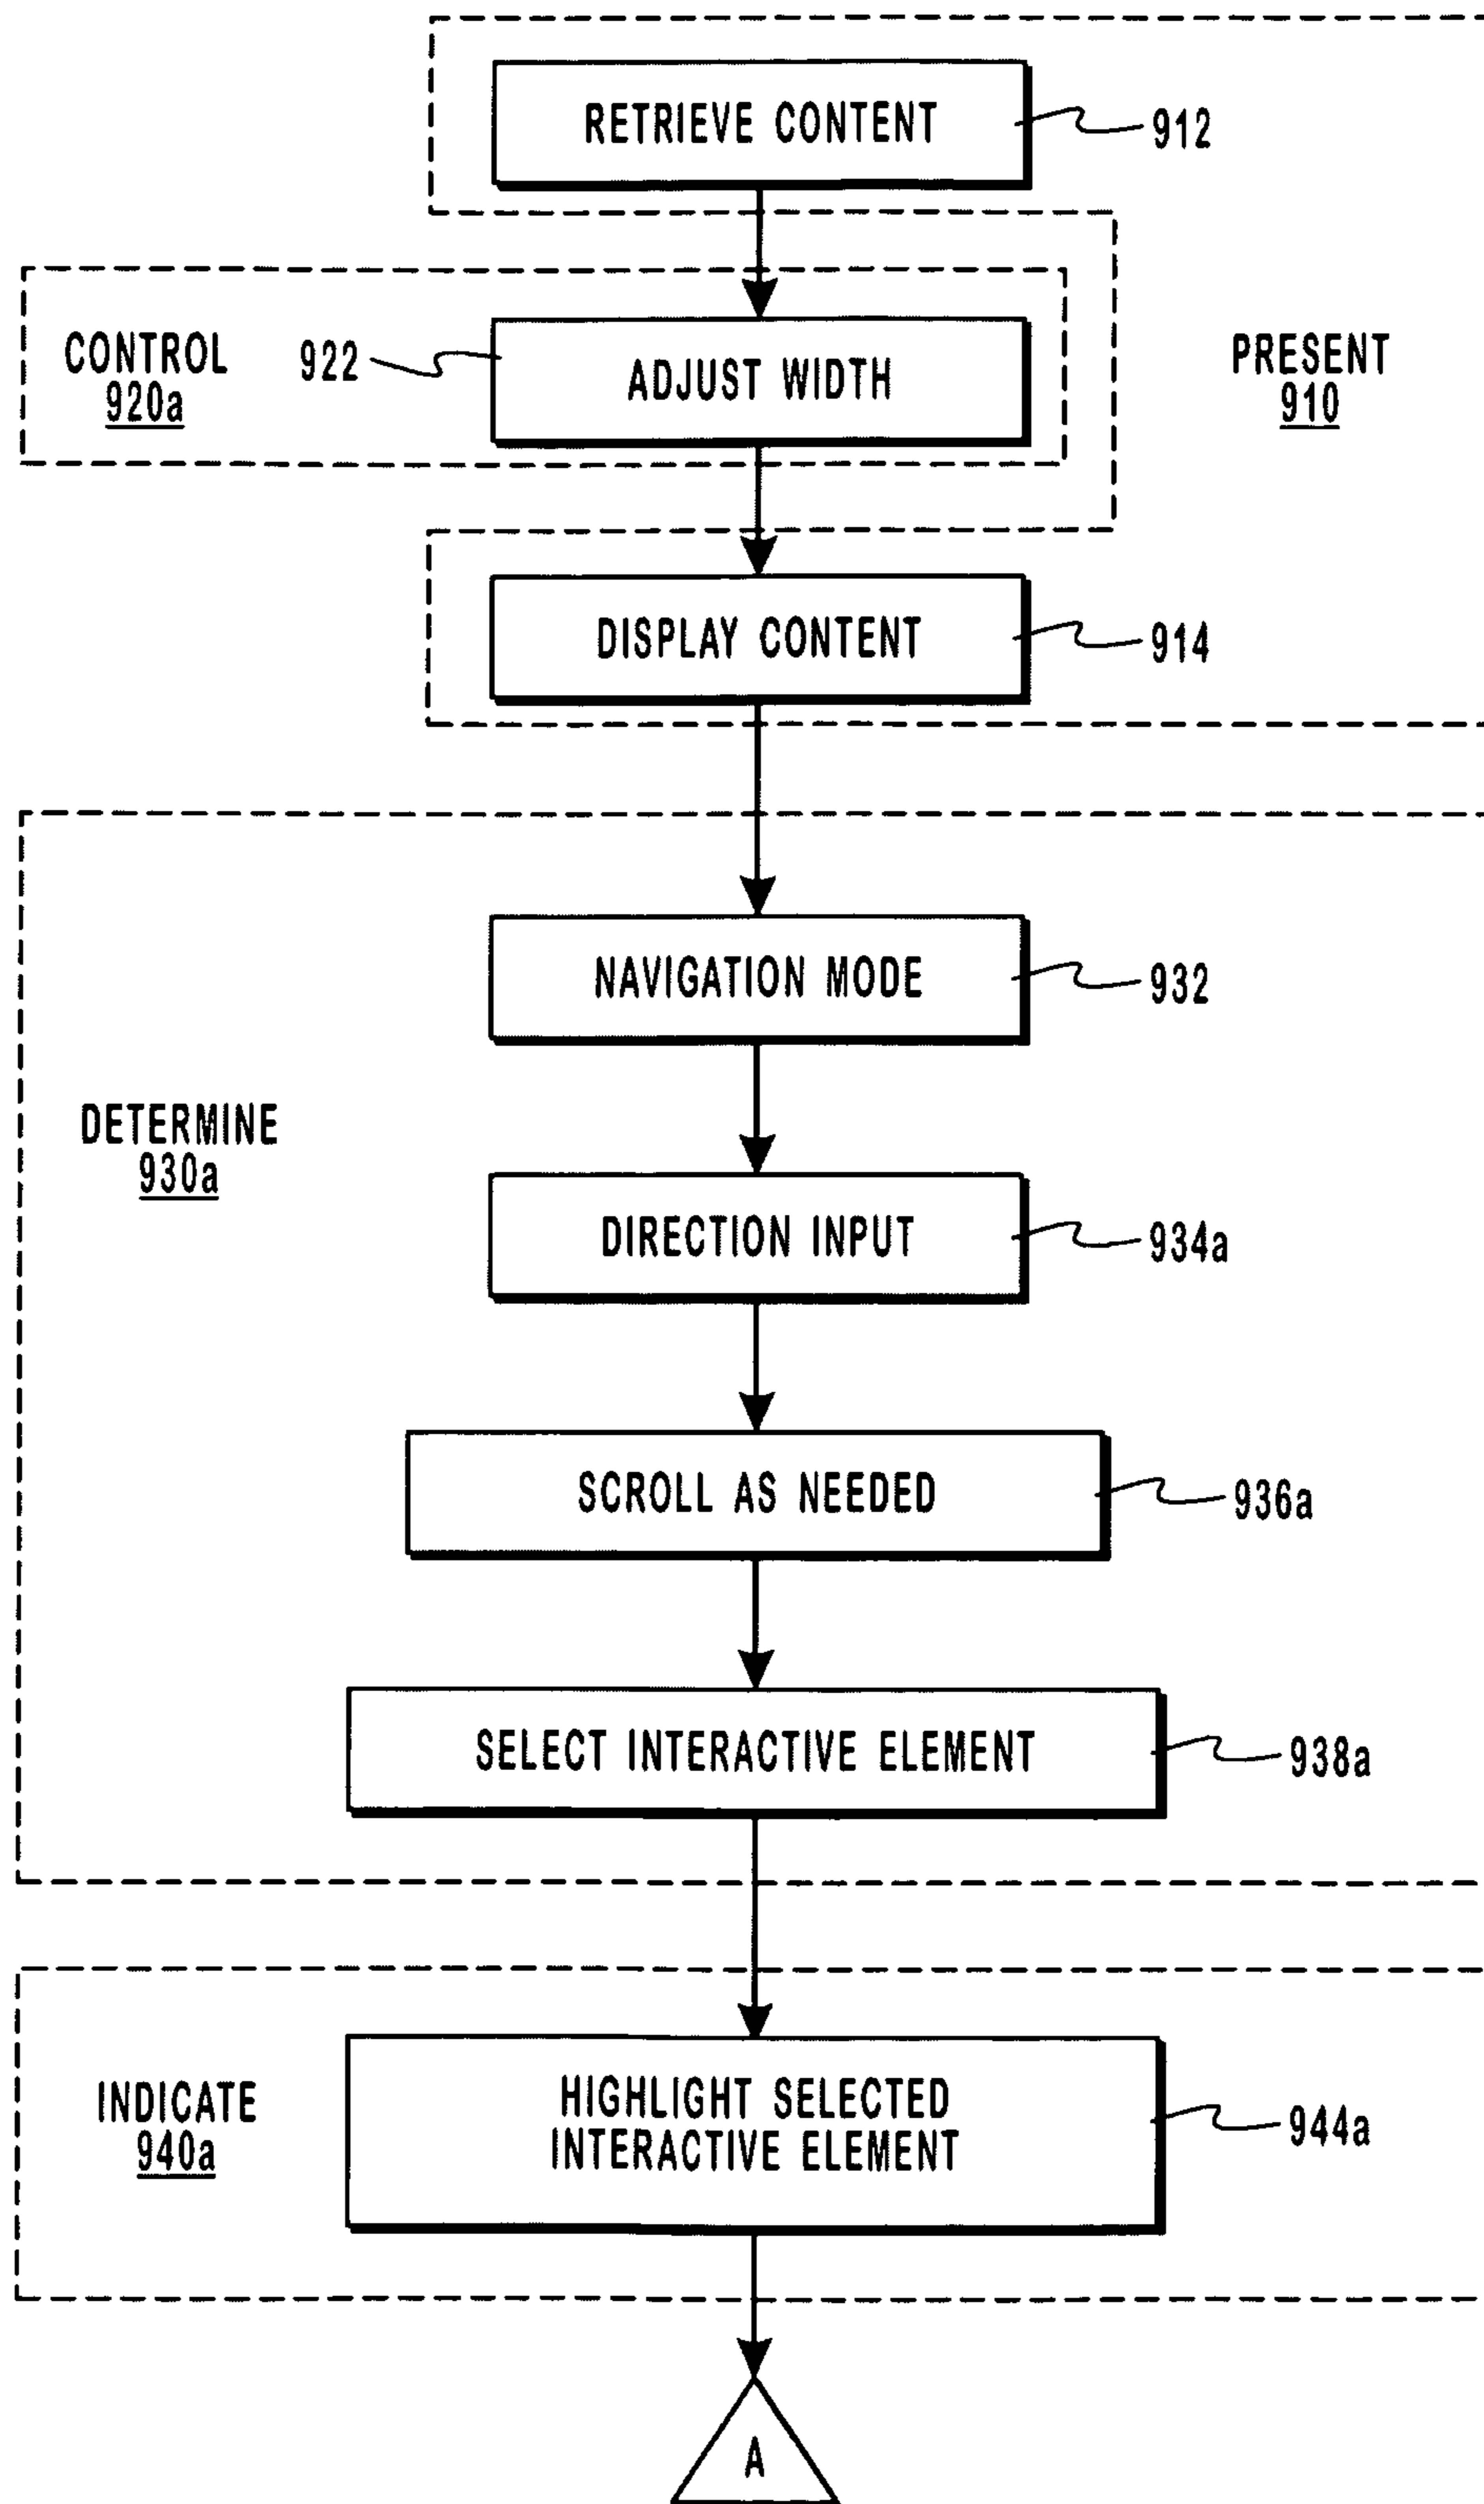 RETRIEVE CONTENT
912
CONTROL
920a
922
ADJUST WIDTH
PRESENT
910
DISPLAY CONTENT
914
NAVIGATION MODE
932
DETERMINE
930a
DIRECTION INPUT
934a
SCROLL AS NEEDED
936a
SELECT INTERACTIVE ELEMENT
938a
INDICATE
940a
HIGHLIGHT SELECTED
INTERACTIVE ELEMENT
944a
A